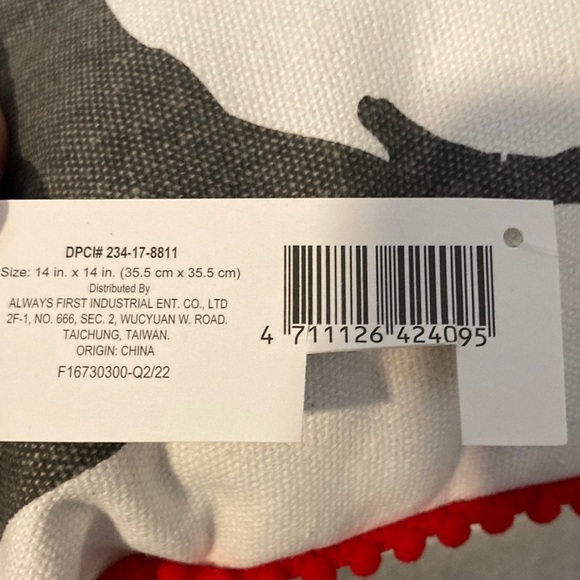 DPCI# 234-17-8811
Size: 14 in. x 14 in. (35.5 cm x 35.5 cm)
Distributed By
ALWAYS FIRST INDUSTRIAL ENT. CO., LTD
2F-1, NO. 666, SEC. 2, WUCYUAN W. ROAD.
TAICHUNG, TAIWAN.
ORIGIN: CHINA
F16730300-Q2/22
4 711126 424095